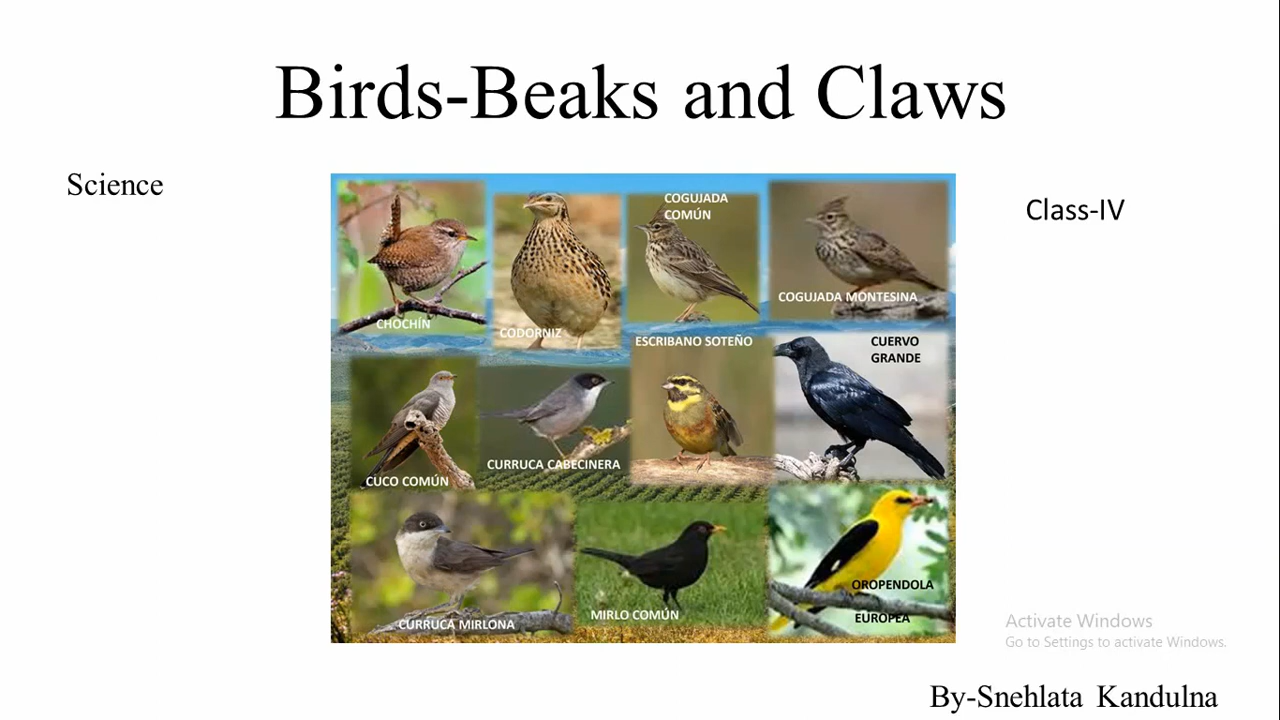 Birds-Beaks and Claws
Science
Class-IV
CHOCHÍN
CODORNIZ
COGUJADA
COMÚN
COGUJADA MONTESINA
CUCO COMÚN
CURRUCA CABECINERA
ESCRIBANO SOTEÑO
CUERVO
GRANDE
CURRUCA MIRLONA
MIRLO COMÚN
OROPENDOLA
EUROPEA
Activate Windows
Go to Settings to activate Windows.
By-Snehlata Kandulna